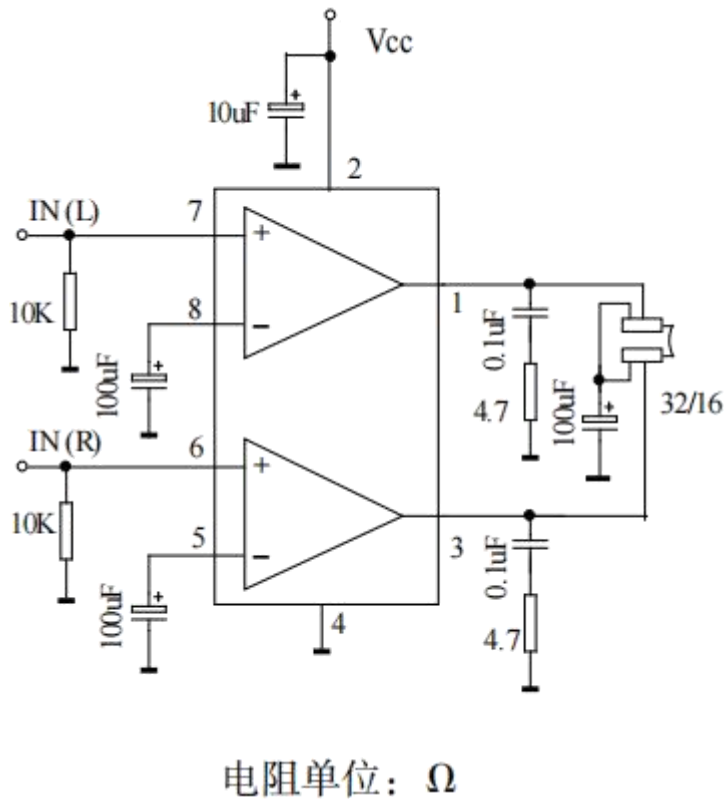 Vcc
10uF
+
2
IN (L)
7
+
10K
8
−
1
100uF
+
0.1uF
4.7
100uF
+
32/16
IN (R)
6
+
10K
5
−
3
100uF
+
0.1uF
4.7
4
电阻单位：Ω